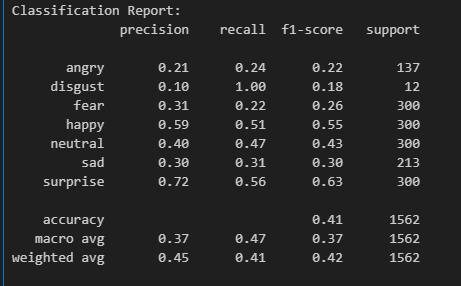 Classification Report:
precision recall f1-score support
angry 0.21 0.24 0.22 137
disgust 0.10 1.00 0.18 12
fear 0.31 0.22 0.26 300
happy 0.59 0.51 0.55 300
neutral 0.40 0.47 0.43 300
sad 0.30 0.31 0.30 213
surprise 0.72 0.56 0.63 300
accuracy 0.41 1562
macro avg 0.37 0.47 0.37 1562
weighted avg 0.45 0.41 0.42 1562